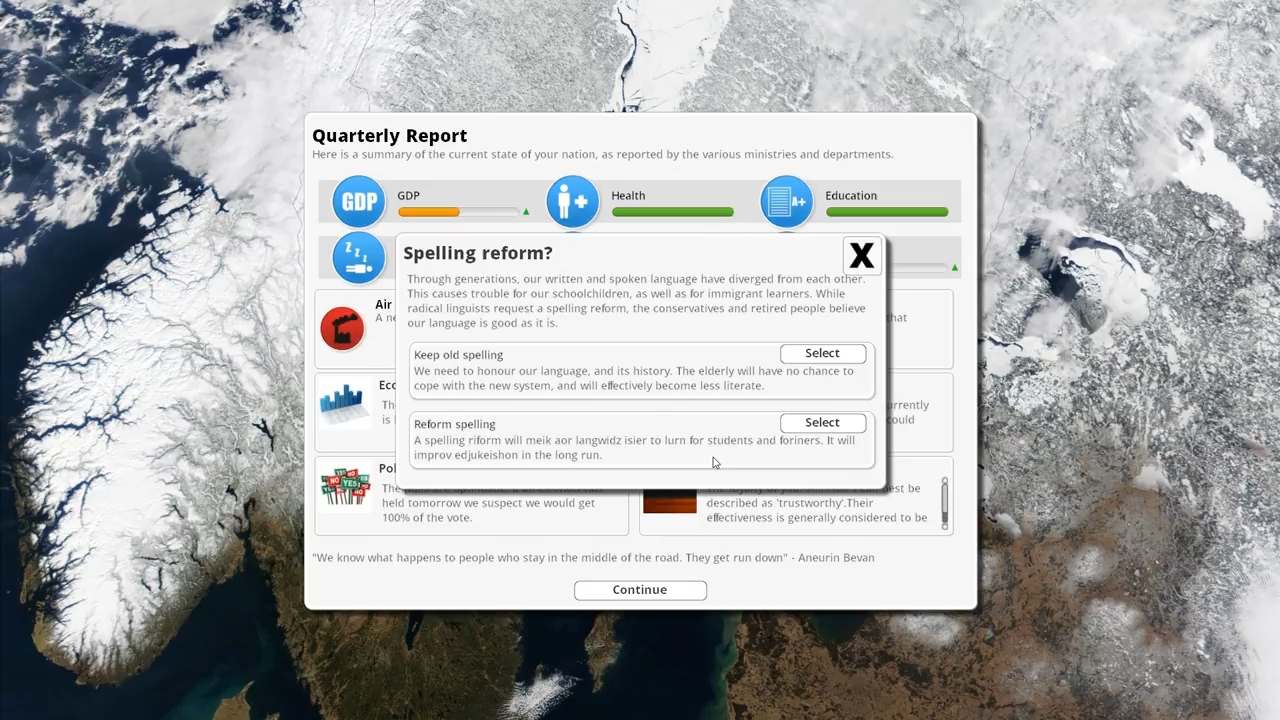 Quarterly Report
Here is a summary of the current state of your nation, as reported by the various ministries and departments.
GDP
GDP
Health
A+
Education
z z z
Spelling reform?
X
Through generations, our written and spoken language have diverged from each other.
This causes trouble for our schoolchildren, as well as for immigrant learners. While
radical linguists request a spelling reform, the conservatives and retired people believe
our language is good as it is.
Keep old spelling
Select
We need to honour our language, and its history. The elderly will have no chance to
cope with the new system, and will effectively become less literate.
Reform spelling
Select
A spelling riform will meik aor langwidz isier to lurn for students and foriners. It will
improv edjukeishon in the long run.
Air
A ne
that
Eco
Th
is
urrently
could
Pol
NO YES NO
held tomorrow we suspect we would get
100% of the vote.
best be
described as 'trustworthy'.Their
effectiveness is generally considered to be
"We know what happens to people who stay in the middle of the road. They get run down" - Aneurin Bevan
Continue